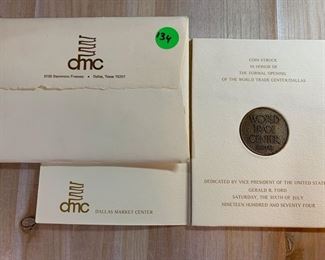 $34
dmc
2100 Stemmons Freeway • Dallas, Texas 75207
COIN STRUCK
IN HONOR OF
THE FORMAL OPENING
OF THE WORLD TRADE CENTER/DALLAS
WORLD
TRADE
CENTER
DEDICATED BY VICE PRESIDENT OF THE UNITED STATES
GERALD R. FORD
SATURDAY, THE SIXTH OF JULY
NINETEEN HUNDRED AND SEVENTY FOUR
dmc
DALLAS MARKET CENTER